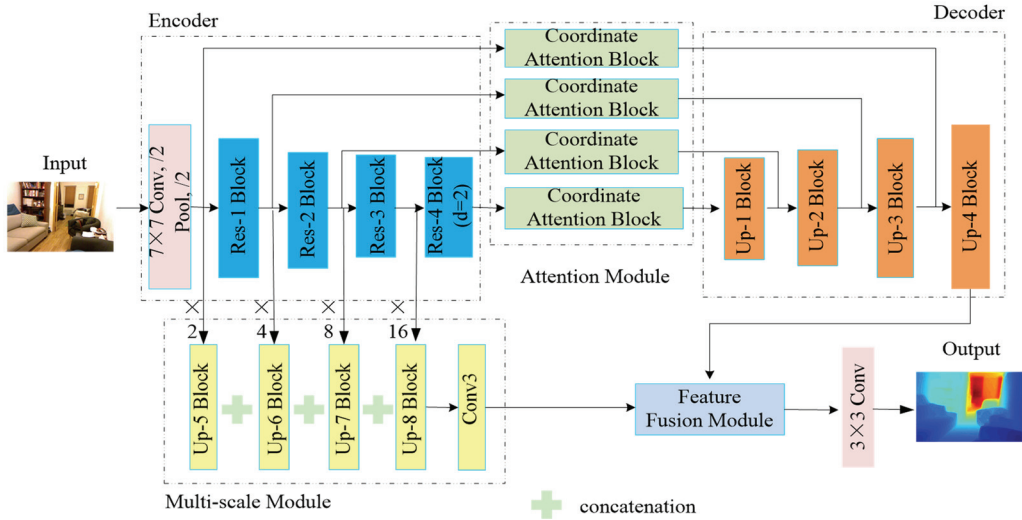 Encoder
Decoder
Coordinate
Attention Block
Coordinate
Attention Block
Coordinate
Attention Block
Coordinate
Attention Block
Attention Module
Input
7×7 Conv, /2
Pool, /2
Res-1 Block
Res-2 Block
Res-3 Block
Res-4 Block
(d=2)
Up-1 Block
Up-2 Block
Up-3 Block
Up-4 Block
×
2
×
4
×
8
×
16
Up-5 Block
Up-6 Block
Up-7 Block
Up-8 Block
Conv3
Multi-scale Module
Feature
Fusion Module
3×3 Conv
Output
concatenation